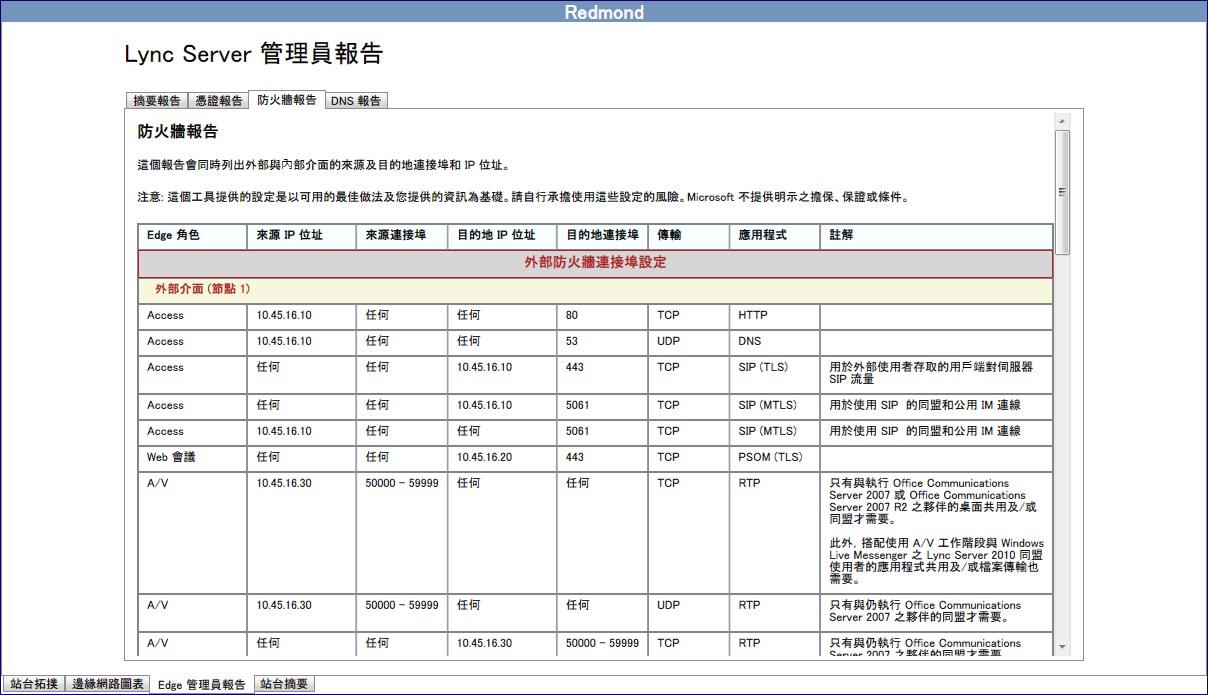 Redmond
Lync Server 管理員報告
摘要報告 憑證報告 防火牆報告 DNS 報告
防火牆報告
這個報告會同時列出外部與內部介面的來源及目的地連接埠和 IP 位址。
注意: 這個工具提供的設定是以可用的最佳做法及您提供的資訊為基礎。請自行承擔使用這些設定的風險。Microsoft 不提供明示之擔保、保證或條件。
Edge 角色 來源 IP 位址 來源連接埠 目的地 IP 位址 目的地連接埠 傳輸 應用程式 註解
外部防火牆連接埠設定
外部介面 (節點 1)
Access 10.45.16.10 任何 任何 80 TCP HTTP
Access 10.45.16.10 任何 任何 53 UDP DNS
Access 任何 任何 10.45.16.10 443 TCP SIP (TLS) 用於外部使用者存取的用戶端對伺服器
SIP 流量
Access 任何 任何 10.45.16.10 5061 TCP SIP (MTLS) 用於使用 SIP 的同盟和公用 IM 連線
Access 10.45.16.10 任何 任何 5061 TCP SIP (MTLS) 用於使用 SIP 的同盟和公用 IM 連線
Web 會議 任何 任何 10.45.16.20 443 TCP PSOM (TLS)
A/V 10.45.16.30 50000 - 59999 任何 任何 TCP RTP 只有與執行 Office Communications
Server 2007 或 Office Communications
Server 2007 R2 之夥伴的桌面共用及/或
同盟才需要。
此外, 搭配使用 A/V 工作階段與 Windows
Live Messenger 之 Lync Server 2010 同盟
使用者的應用程式共用及/或檔案傳輸也
需要。
A/V 10.45.16.30 50000 - 59999 任何 任何 UDP RTP 只有與仍執行 Office Communications
Server 2007 之夥伴的同盟才需要。
A/V 任何 任何 10.45.16.30 50000 - 59999 TCP RTP 只有與仍執行 Office Communications
Server 2007 之夥伴的同盟才需要
站台拓撲 邊緣網路圖表 Edge 管理員報告 站台摘要